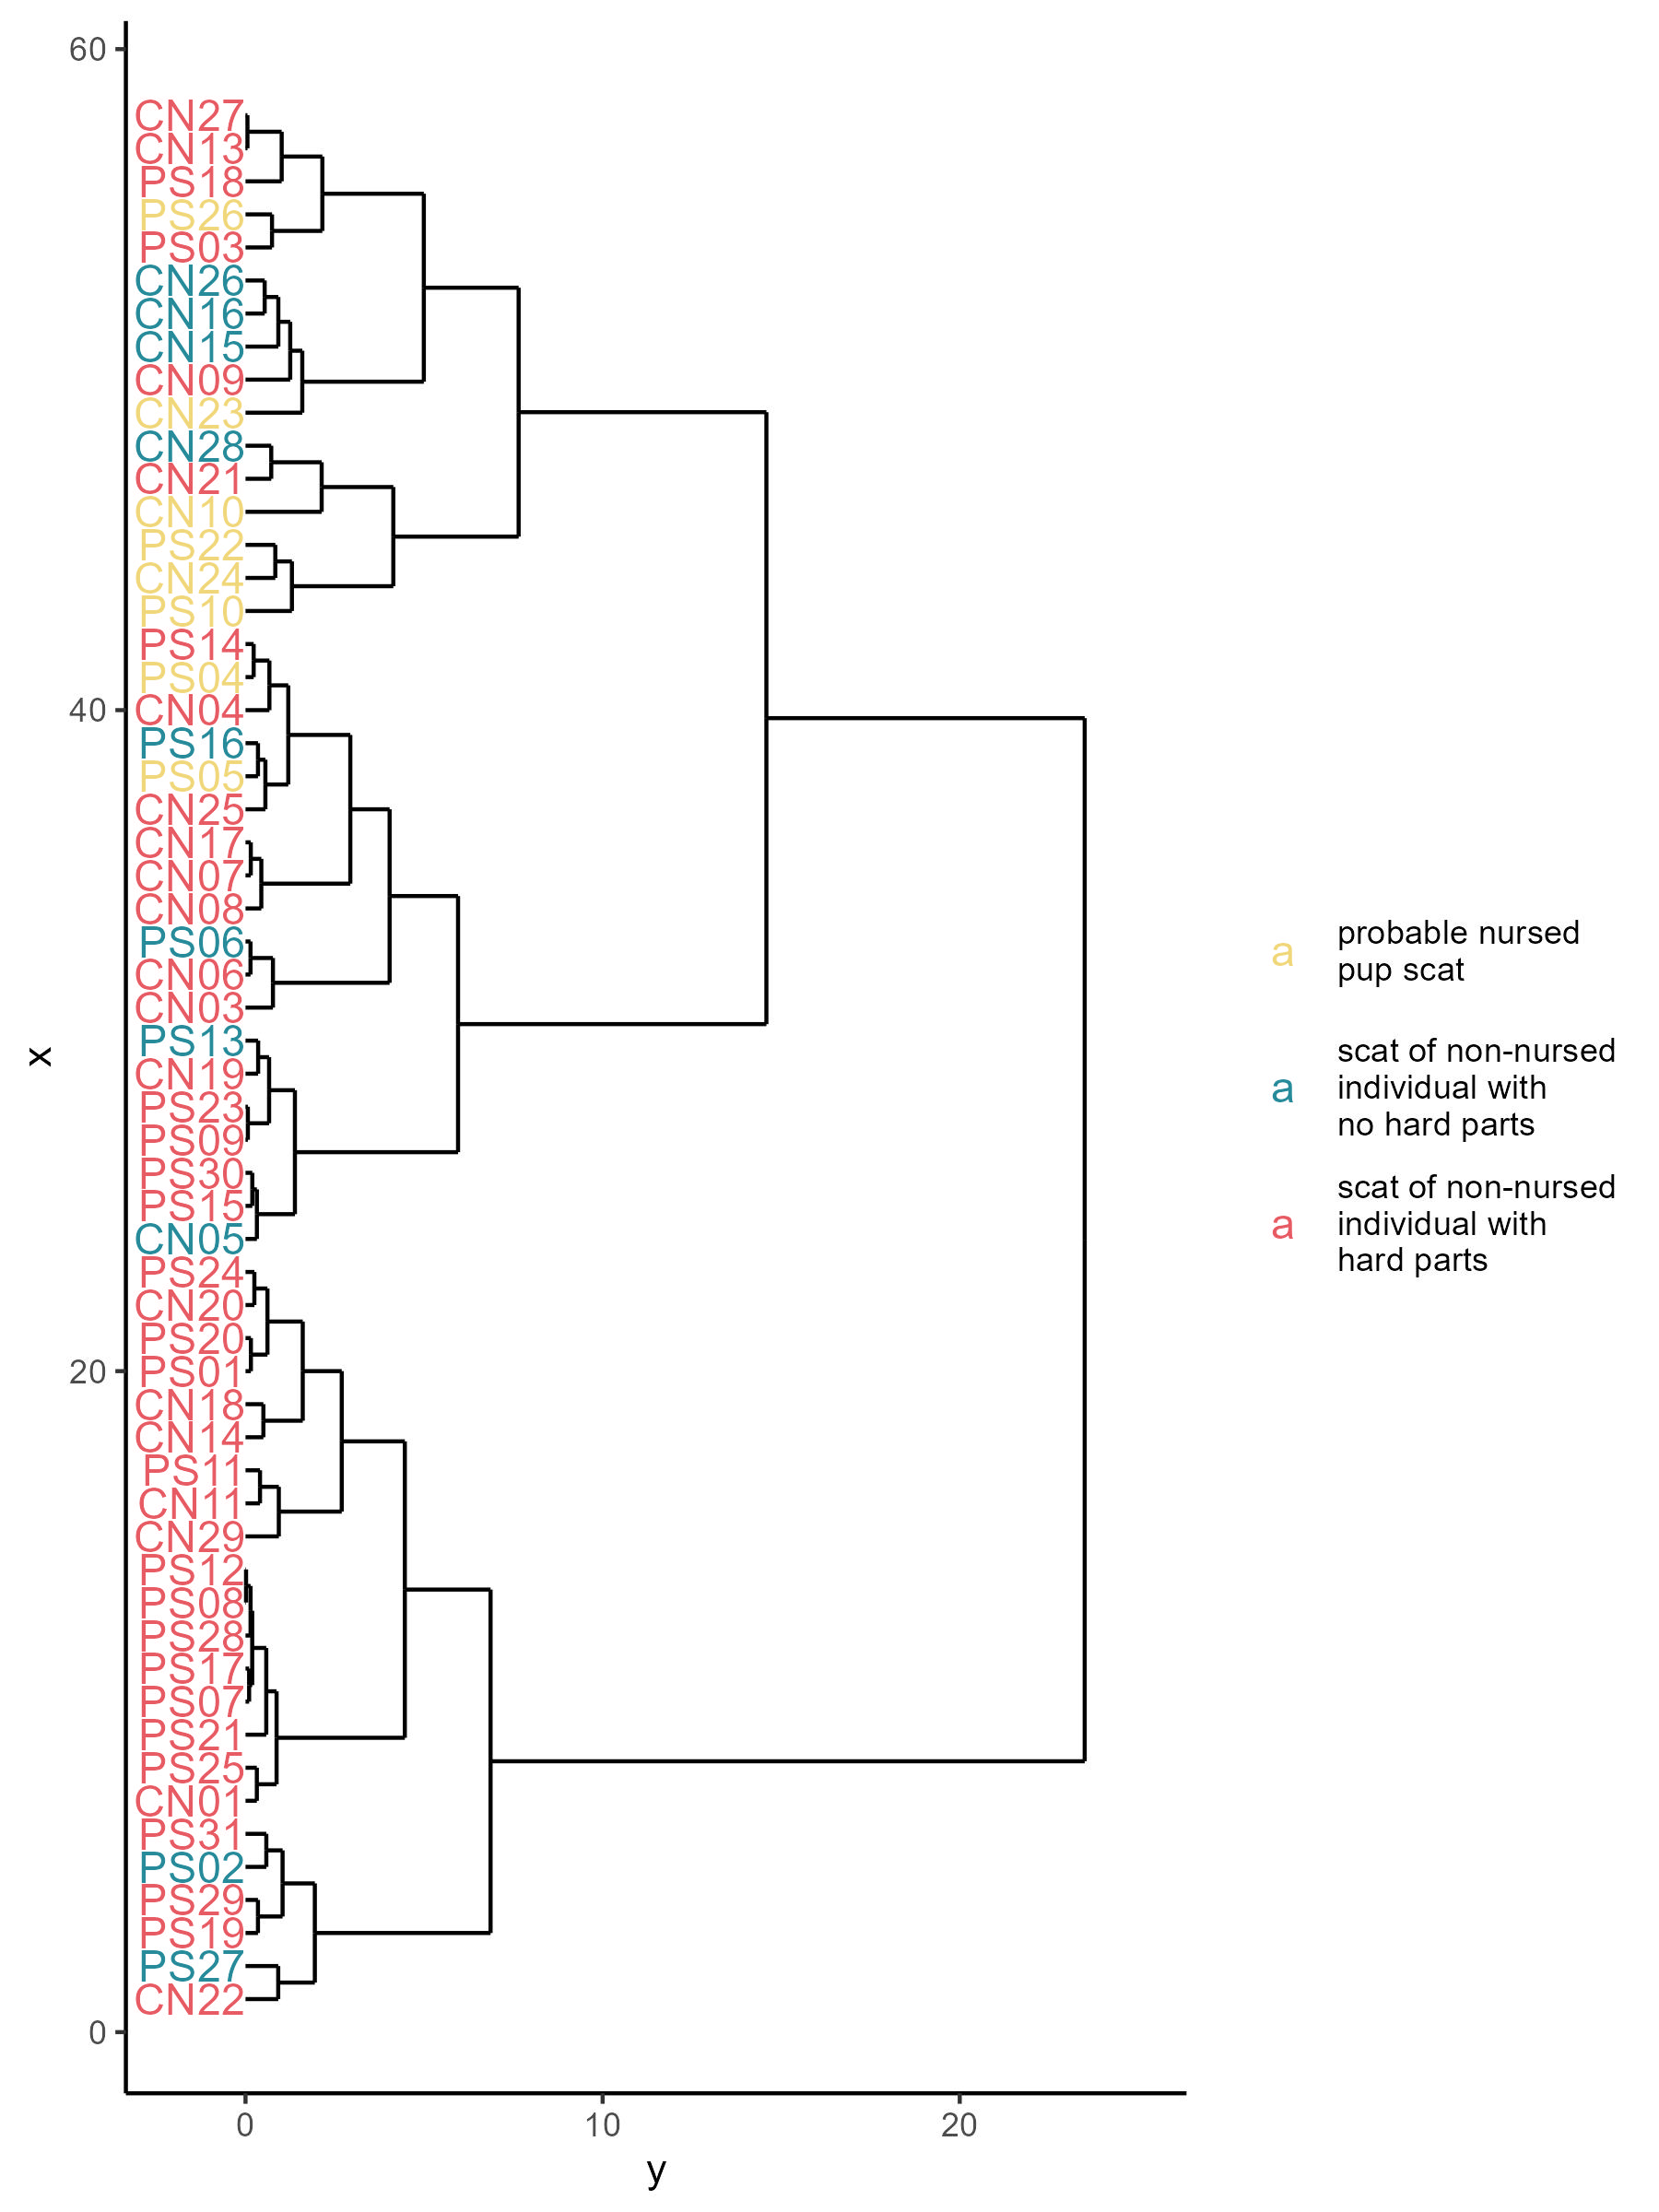 60
CN27
CN13
PS18
PS26
PS03
CN26
CN16
CN15
CN09
CN23
CN28
CN21
CN10
PS22
CN24
PS10
PS14
PS04
40
CN04
PS16
PS05
CN25
CN17
CN07
CN08
PS06
CN06
CN03
PS13
CN19
PS23
PS09
PS30
PS15
CN05
PS24
CN20
PS20
20
PS01
CN18
CN14
PS11
CN11
CN29
PS12
PS08
PS28
PS17
PS07
PS21
PS25
CN01
PS31
PS02
PS29
PS19
PS27
CN22
0
x
0
10
20
y
a
probable nursed
pup scat
a
scat of non-nursed
individual with
no hard parts
a
scat of non-nursed
individual with
hard parts